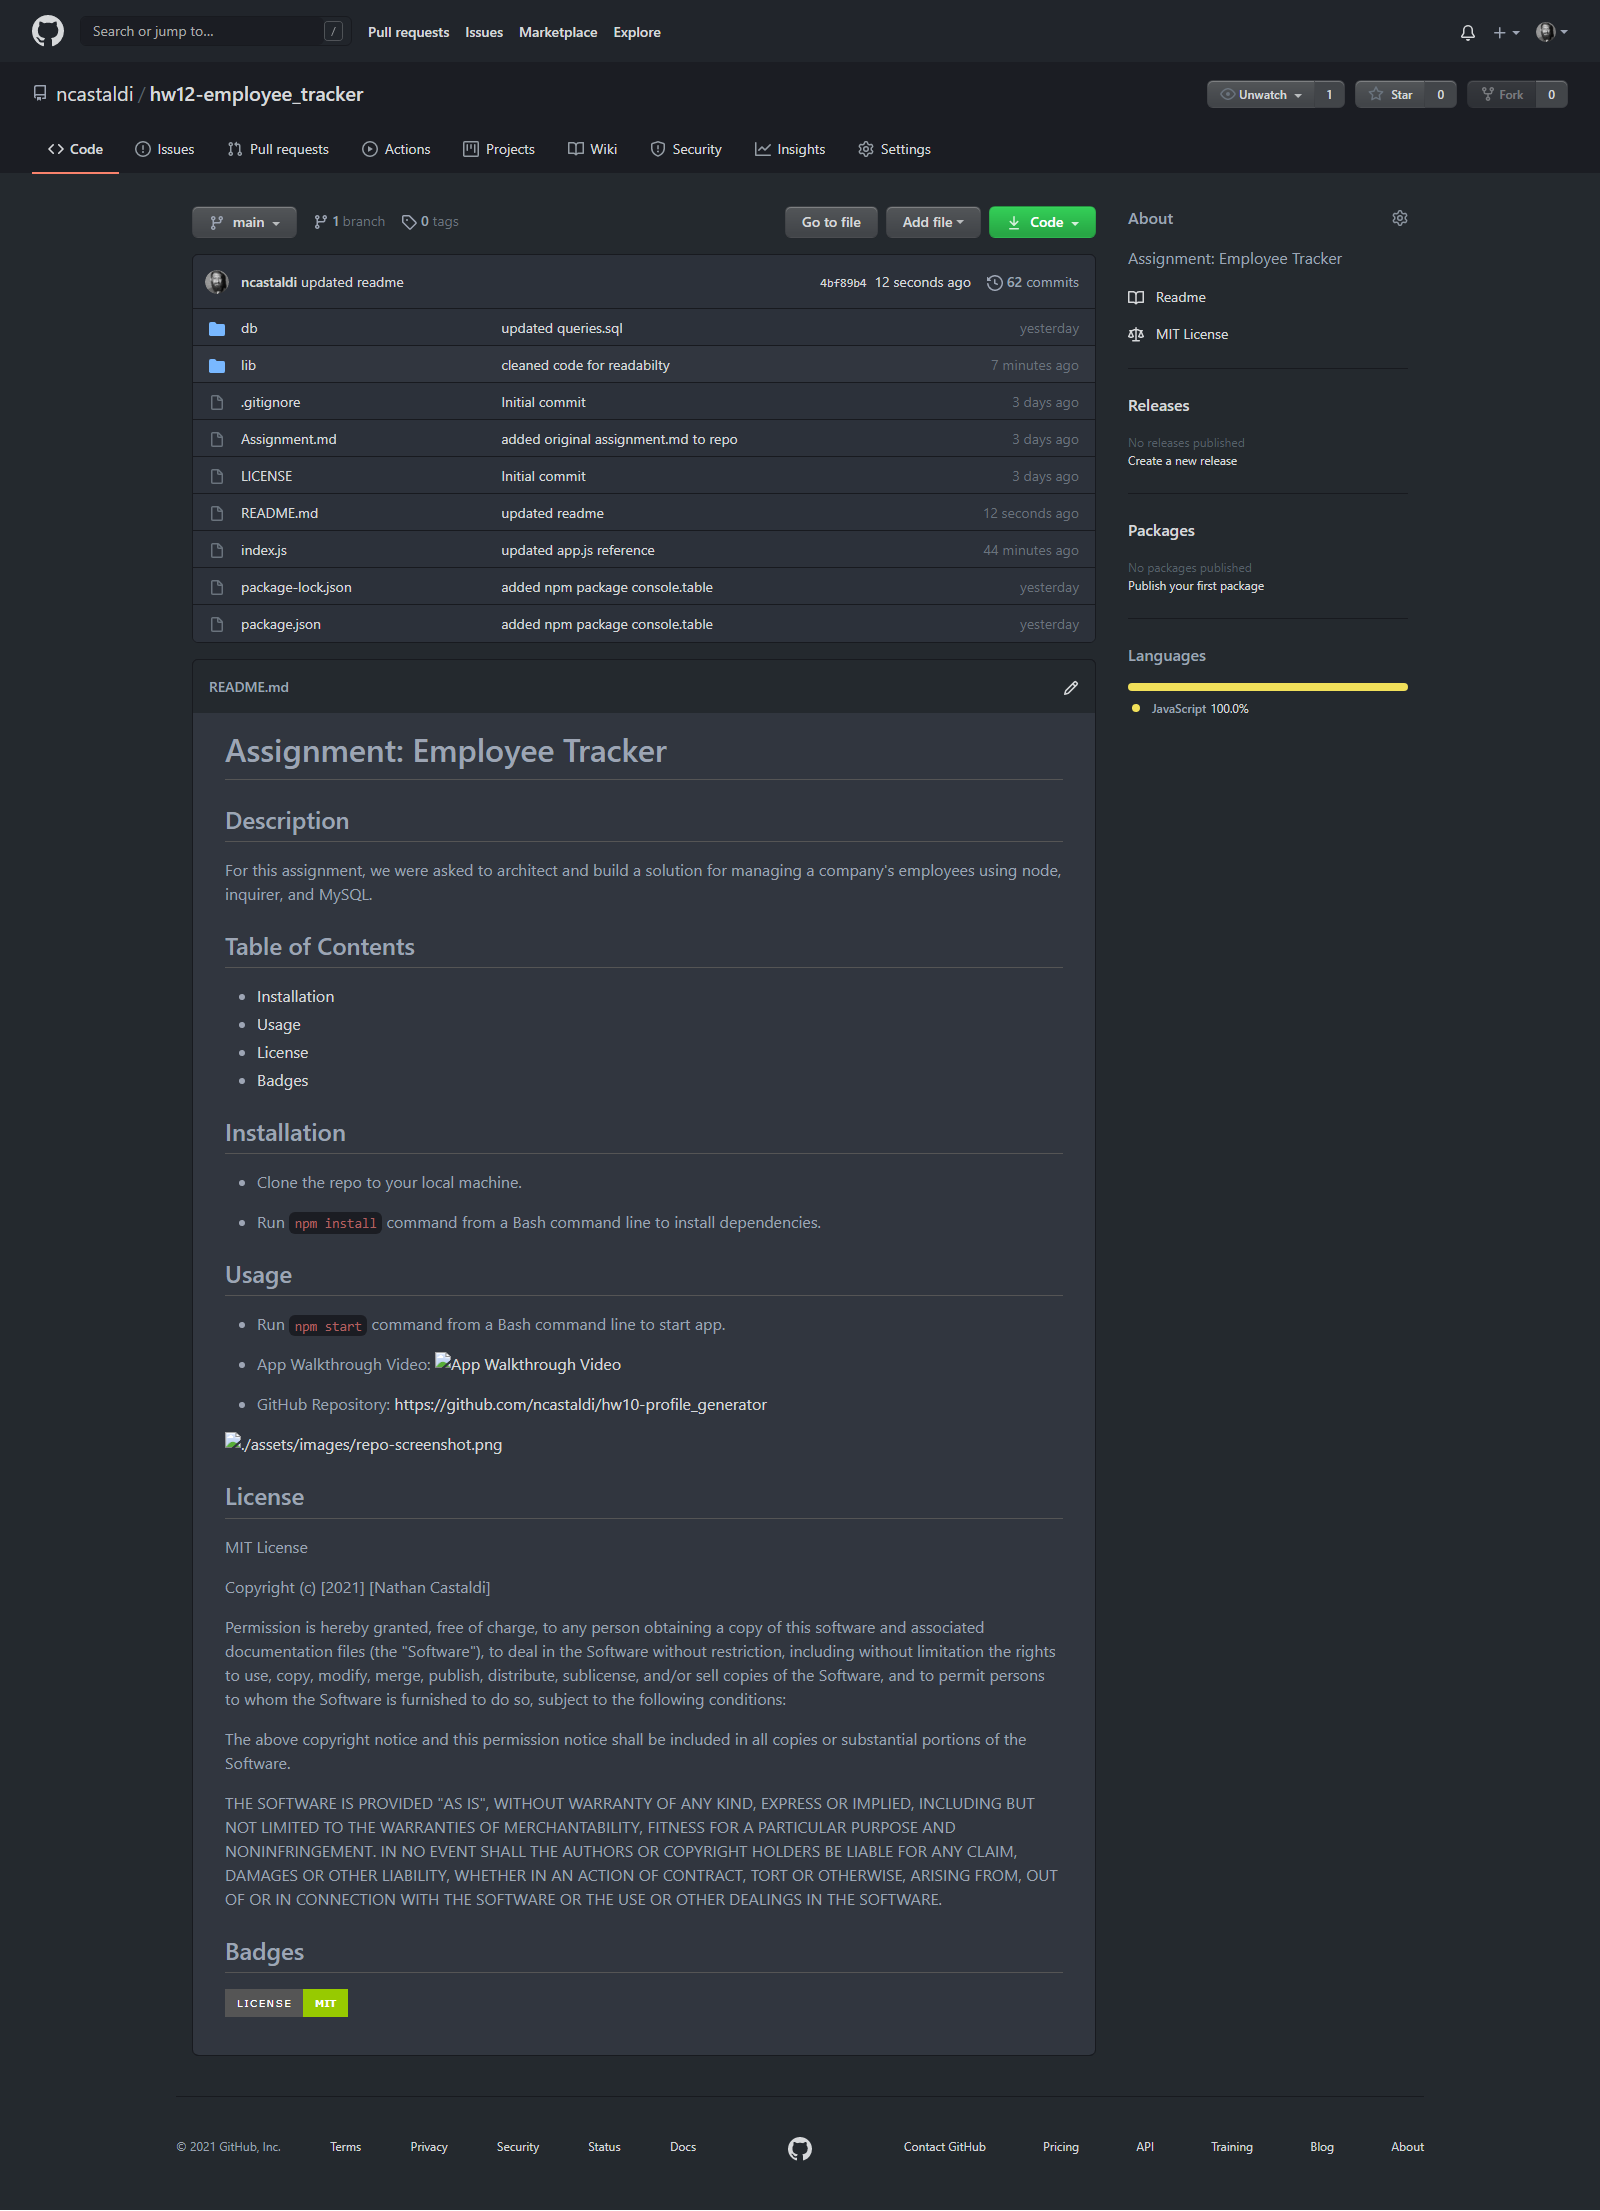 Search or jump to... /
Pull requests Issues Marketplace Explore
ncastaldi / hw12-employee_tracker
Unwatch 1 Star 0 Fork 0
Code Issues Pull requests Actions Projects Wiki Security Insights Settings
main 1 branch 0 tags Go to file Add file Code
ncastaldi updated readme 4bf89b4 12 seconds ago 62 commits
db updated queries.sql yesterday
lib cleaned code for readabilty 7 minutes ago
.gitignore Initial commit 3 days ago
Assignment.md added original assignment.md to repo 3 days ago
LICENSE Initial commit 3 days ago
README.md updated readme 12 seconds ago
index.js updated app.js reference 44 minutes ago
package-lock.json added npm package console.table yesterday
package.json added npm package console.table yesterday
About
Assignment: Employee Tracker
Readme
MIT License
Releases
No releases published
Create a new release
Packages
No packages published
Publish your first package
Languages
JavaScript 100.0%
README.md
Assignment: Employee Tracker
Description
For this assignment, we were asked to architect and build a solution for managing a company's employees using node,
inquirer, and MySQL.
Table of Contents
• Installation
• Usage
• License
• Badges
Installation
• Clone the repo to your local machine.
• Run npm install command from a Bash command line to install dependencies.
Usage
• Run npm start command from a Bash command line to start app.
• App Walkthrough Video: App Walkthrough Video
• GitHub Repository: https://github.com/ncastaldi/hw10-profile_generator
./assets/images/repo-screenshot.png
License
MIT License
Copyright (c) [2021] [Nathan Castaldi]
Permission is hereby granted, free of charge, to any person obtaining a copy of this software and associated
documentation files (the "Software"), to deal in the Software without restriction, including without limitation the rights
to use, copy, modify, merge, publish, distribute, sublicense, and/or sell copies of the Software, and to permit persons
to whom the Software is furnished to do so, subject to the following conditions:
The above copyright notice and this permission notice shall be included in all copies or substantial portions of the
Software.
THE SOFTWARE IS PROVIDED "AS IS", WITHOUT WARRANTY OF ANY KIND, EXPRESS OR IMPLIED, INCLUDING BUT
NOT LIMITED TO THE WARRANTIES OF MERCHANTABILITY, FITNESS FOR A PARTICULAR PURPOSE AND
NONINFRINGEMENT. IN NO EVENT SHALL THE AUTHORS OR COPYRIGHT HOLDERS BE LIABLE FOR ANY CLAIM,
DAMAGES OR OTHER LIABILITY, WHETHER IN AN ACTION OF CONTRACT, TORT OR OTHERWISE, ARISING FROM, OUT
OF OR IN CONNECTION WITH THE SOFTWARE OR THE USE OR OTHER DEALINGS IN THE SOFTWARE.
Badges
LICENSE MIT
© 2021 GitHub, Inc. Terms Privacy Security Status Docs Contact GitHub Pricing API Training Blog About